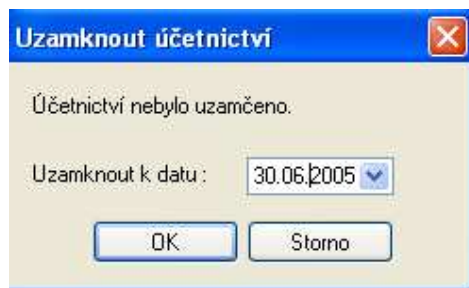 Uzamknout účetnictví
Účetnictví nebylo uzamčeno.
Uzamknout k datu : 30.06.2005
OK Storno